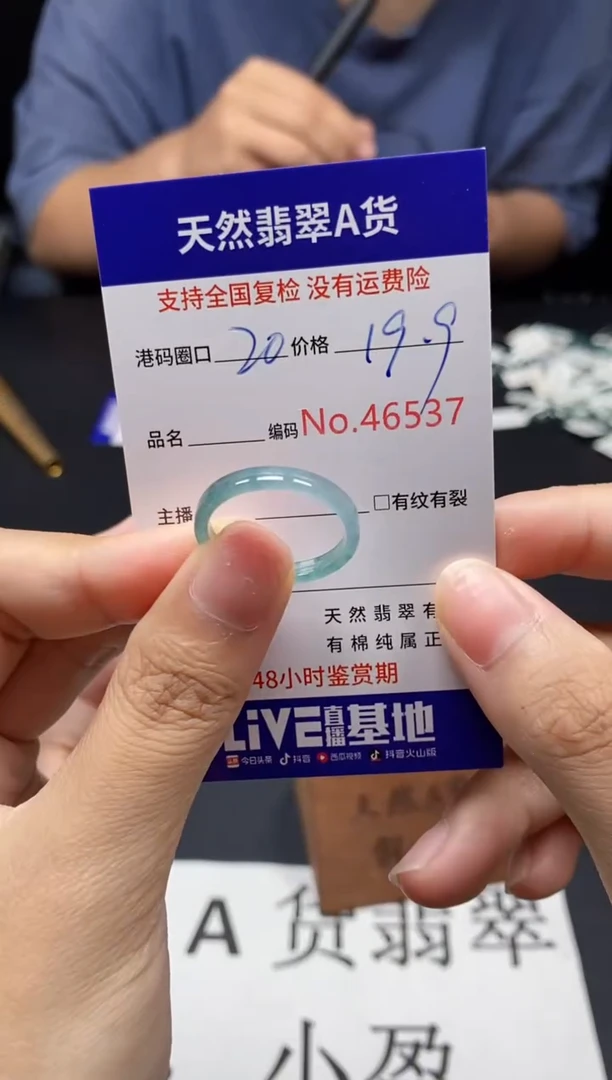 天然翡翠A货
支持全国复检 没有运费险
港码圈口 20 价格 19.9
品名 编码 No.46537
主播 □有纹有裂
天然翡翠有
有棉纯属正
48小时鉴赏期
LIVE直播基地
今日头条 抖音 西瓜视频 抖音火山版
A货翡翠
小盈